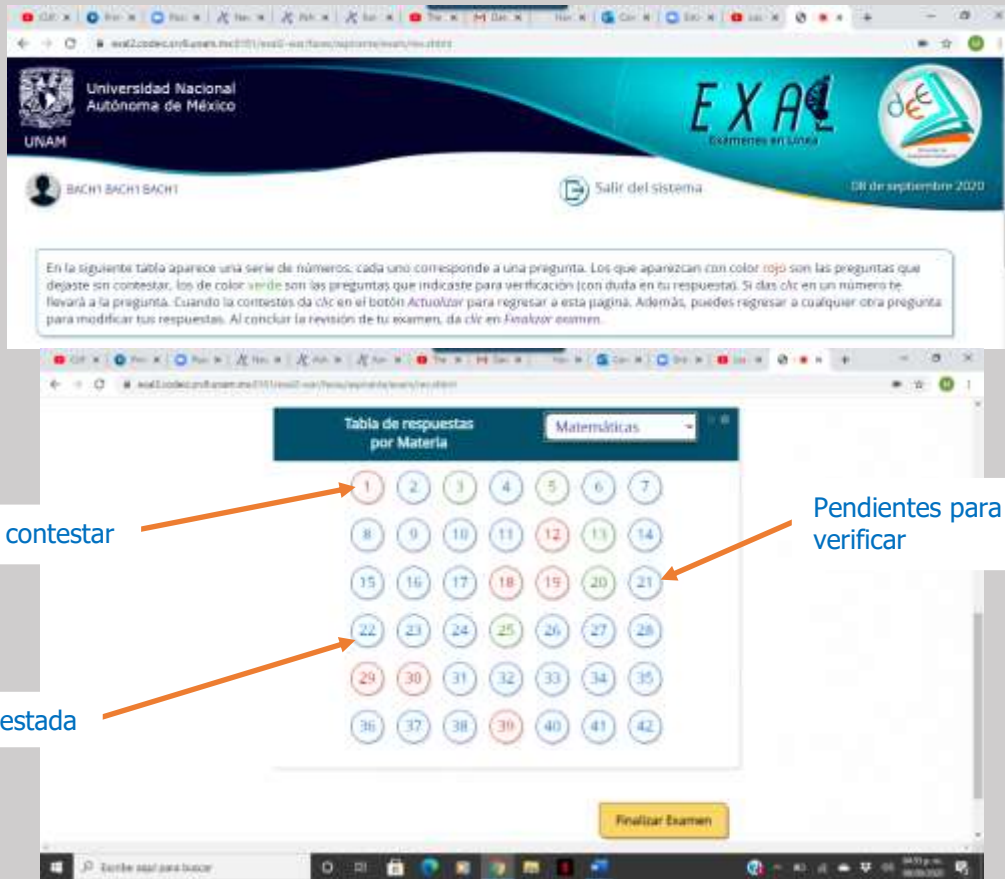 Universidad Nacional
Autónoma de México
UNAM
EXAL
Exámenes en Línea
dee
BACH1 BACH1 BACH1
Salir del sistema
08 de septiembre 2020
En la siguiente tabla aparece una serie de números, cada uno corresponde a una pregunta. Los que aparezcan con color rojo son las preguntas que
dejaste sin contestar, los de color verde son las preguntas que indicaste para verificación (con duda en tu respuesta). Si das clic en un número te
llevará a la pregunta. Cuando la contestes da clic en el botón Actualizar para regresar a esta pagina. Además, puedes regresar a cualquier otra pregunta
para modificar tus respuestas. Al concluir la revisión de tu examen, da clic en Finalizar examen.
Tabla de respuestas
por Materia
Matemáticas
1 2 3 4 5 6 7
contestar
Pendientes para
verificar
8 9 10 11 12 13 14
15 16 17 18 19 20 21
22 23 24 25 26 27 28
estada
29 30 31 32 33 34 35
36 37 38 39 40 41 42
Finalizar Examen
Escribe aquí para buscar